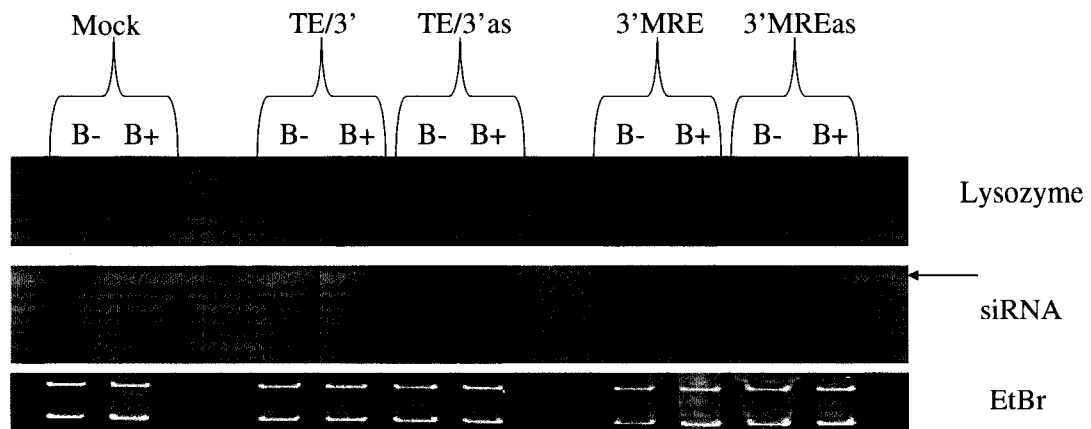 Mock TE/3' TE/3'as 3'MRE 3'MREas
B- B+ B- B+ B- B+ B- B+ B- B+
Lysozyme
siRNA
EtBr